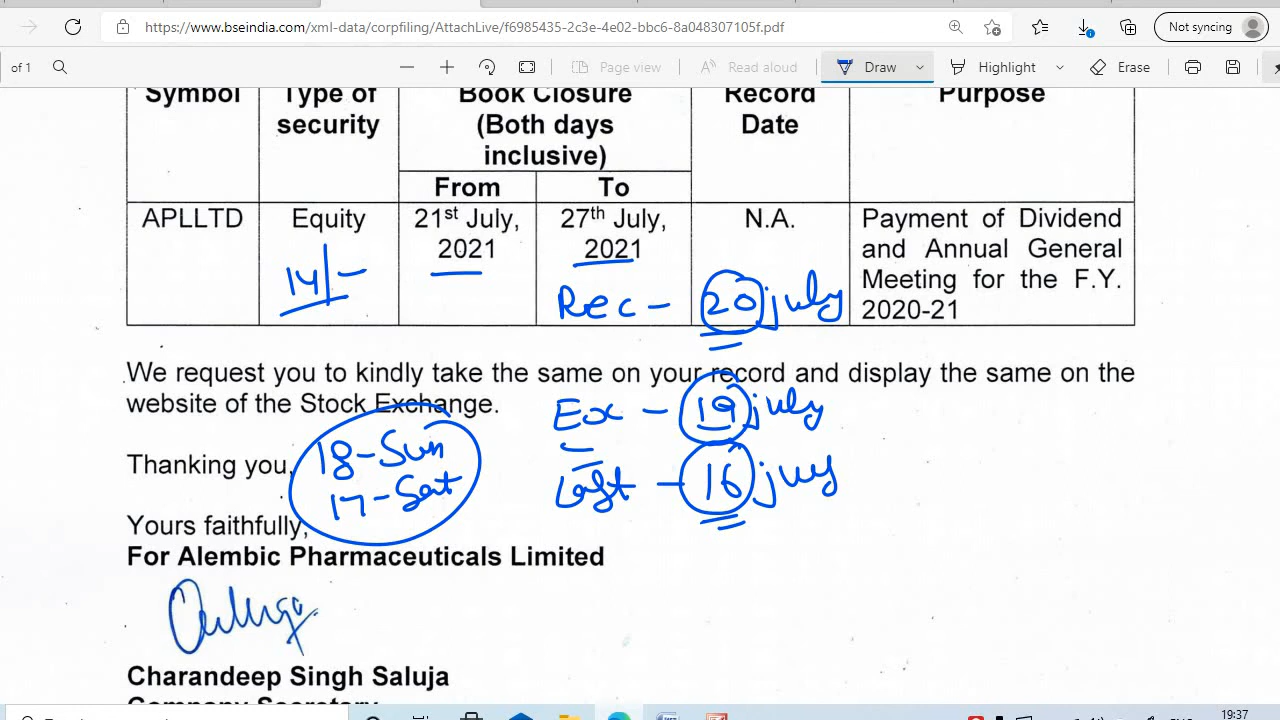 https://www.bseindia.com/xml-data/corpfiling/AttachLive/f6985435-2c3e-4e02-bbc6-8a048307105f.pdf
Not syncing
of 1
Page view
Read aloud
Draw
Highlight
Erase
Symbol
Type of security
Book Closure (Both days inclusive)
Record Date
Purpose
From
To
APLLTD
Equity
21st July, 2021
27th July, 2021
N.A.
Payment of Dividend
and Annual General
Meeting for the F.Y.
2020-21
14/-
Rec - 20 july
We request you to kindly take the same on your record and display the same on the
website of the Stock Exchange.
Ex - 19 july
18-Sun
17-Sat
Thanking you,
Last - 16 july
Yours faithfully,
For Alembic Pharmaceuticals Limited
Charandeep Singh Saluja
Company Secretary
19:37